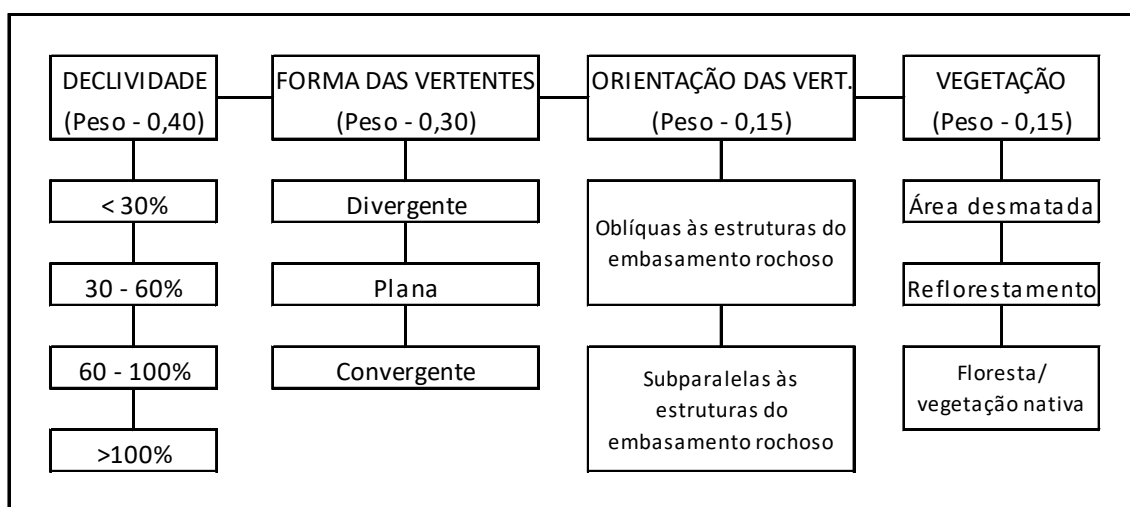 DECLIVIDADE
(Peso - 0,40)
< 30%
30 - 60%
60 - 100%
>100%
FORMA DAS VERTENTES
(Peso - 0,30)
Divergente
Plana
Convergente
ORIENTAÇÃO DAS VERT.
(Peso - 0,15)
Oblíquas às estruturas do
embasamento rochoso
Subparalelas às
estruturas do
embasamento rochoso
VEGETAÇÃO
(Peso - 0,15)
Área desmatada
Reflorestamento
Floresta/
vegetação nativa